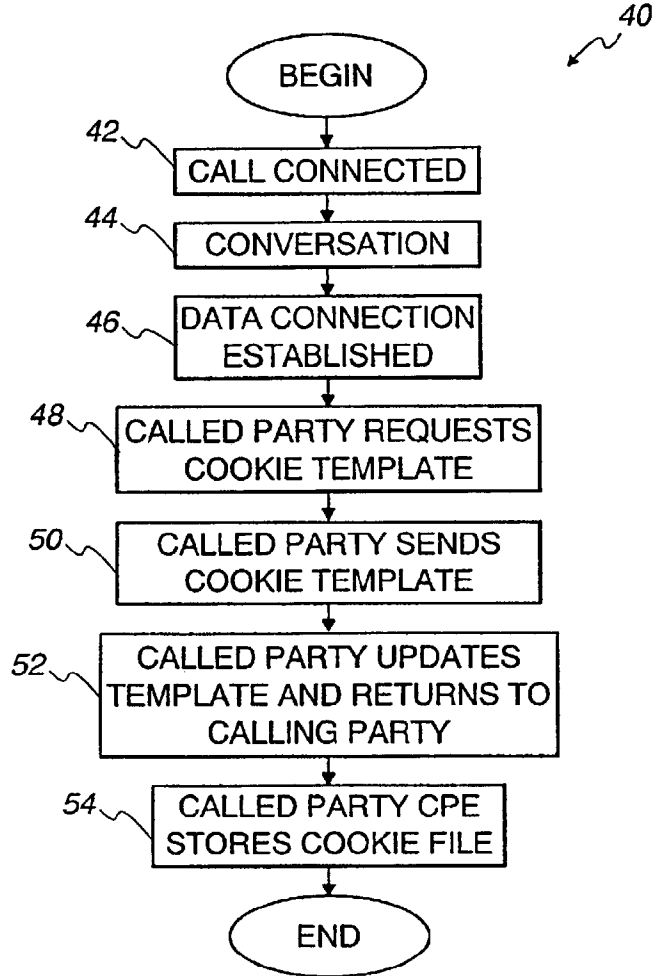 40
BEGIN
42
CALL CONNECTED
44
CONVERSATION
46
DATA CONNECTION
ESTABLISHED
48
CALLED PARTY REQUESTS
COOKIE TEMPLATE
50
CALLED PARTY SENDS
COOKIE TEMPLATE
52
CALLED PARTY UPDATES
TEMPLATE AND RETURNS TO
CALLING PARTY
54
CALLED PARTY CPE
STORES COOKIE FILE
END